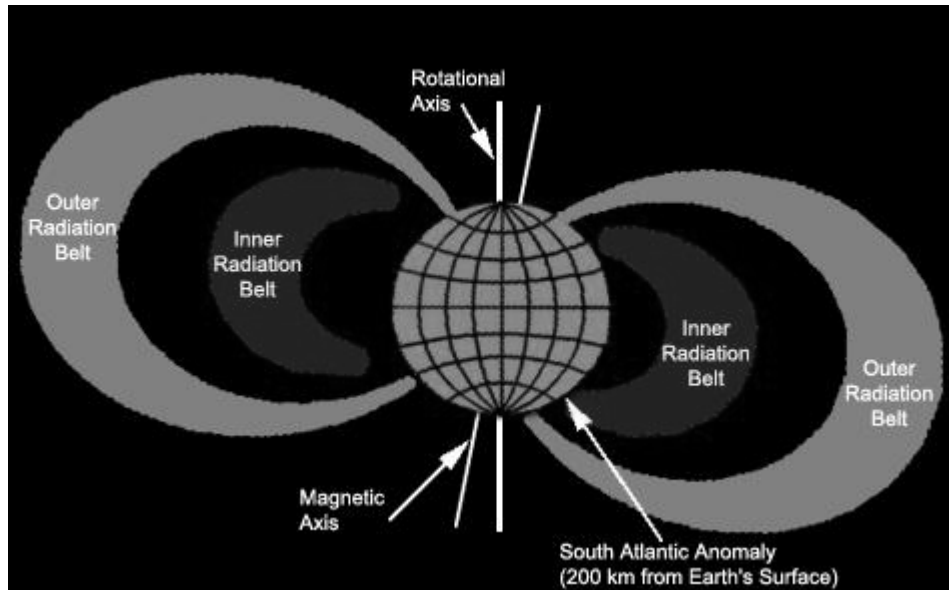 Rotational
Axis
Outer
Radiation
Belt
Inner
Radiation
Belt
Inner
Radiation
Belt
Outer
Radiation
Belt
Magnetic
Axis
South Atlantic Anomaly
(200 km from Earth's Surface)